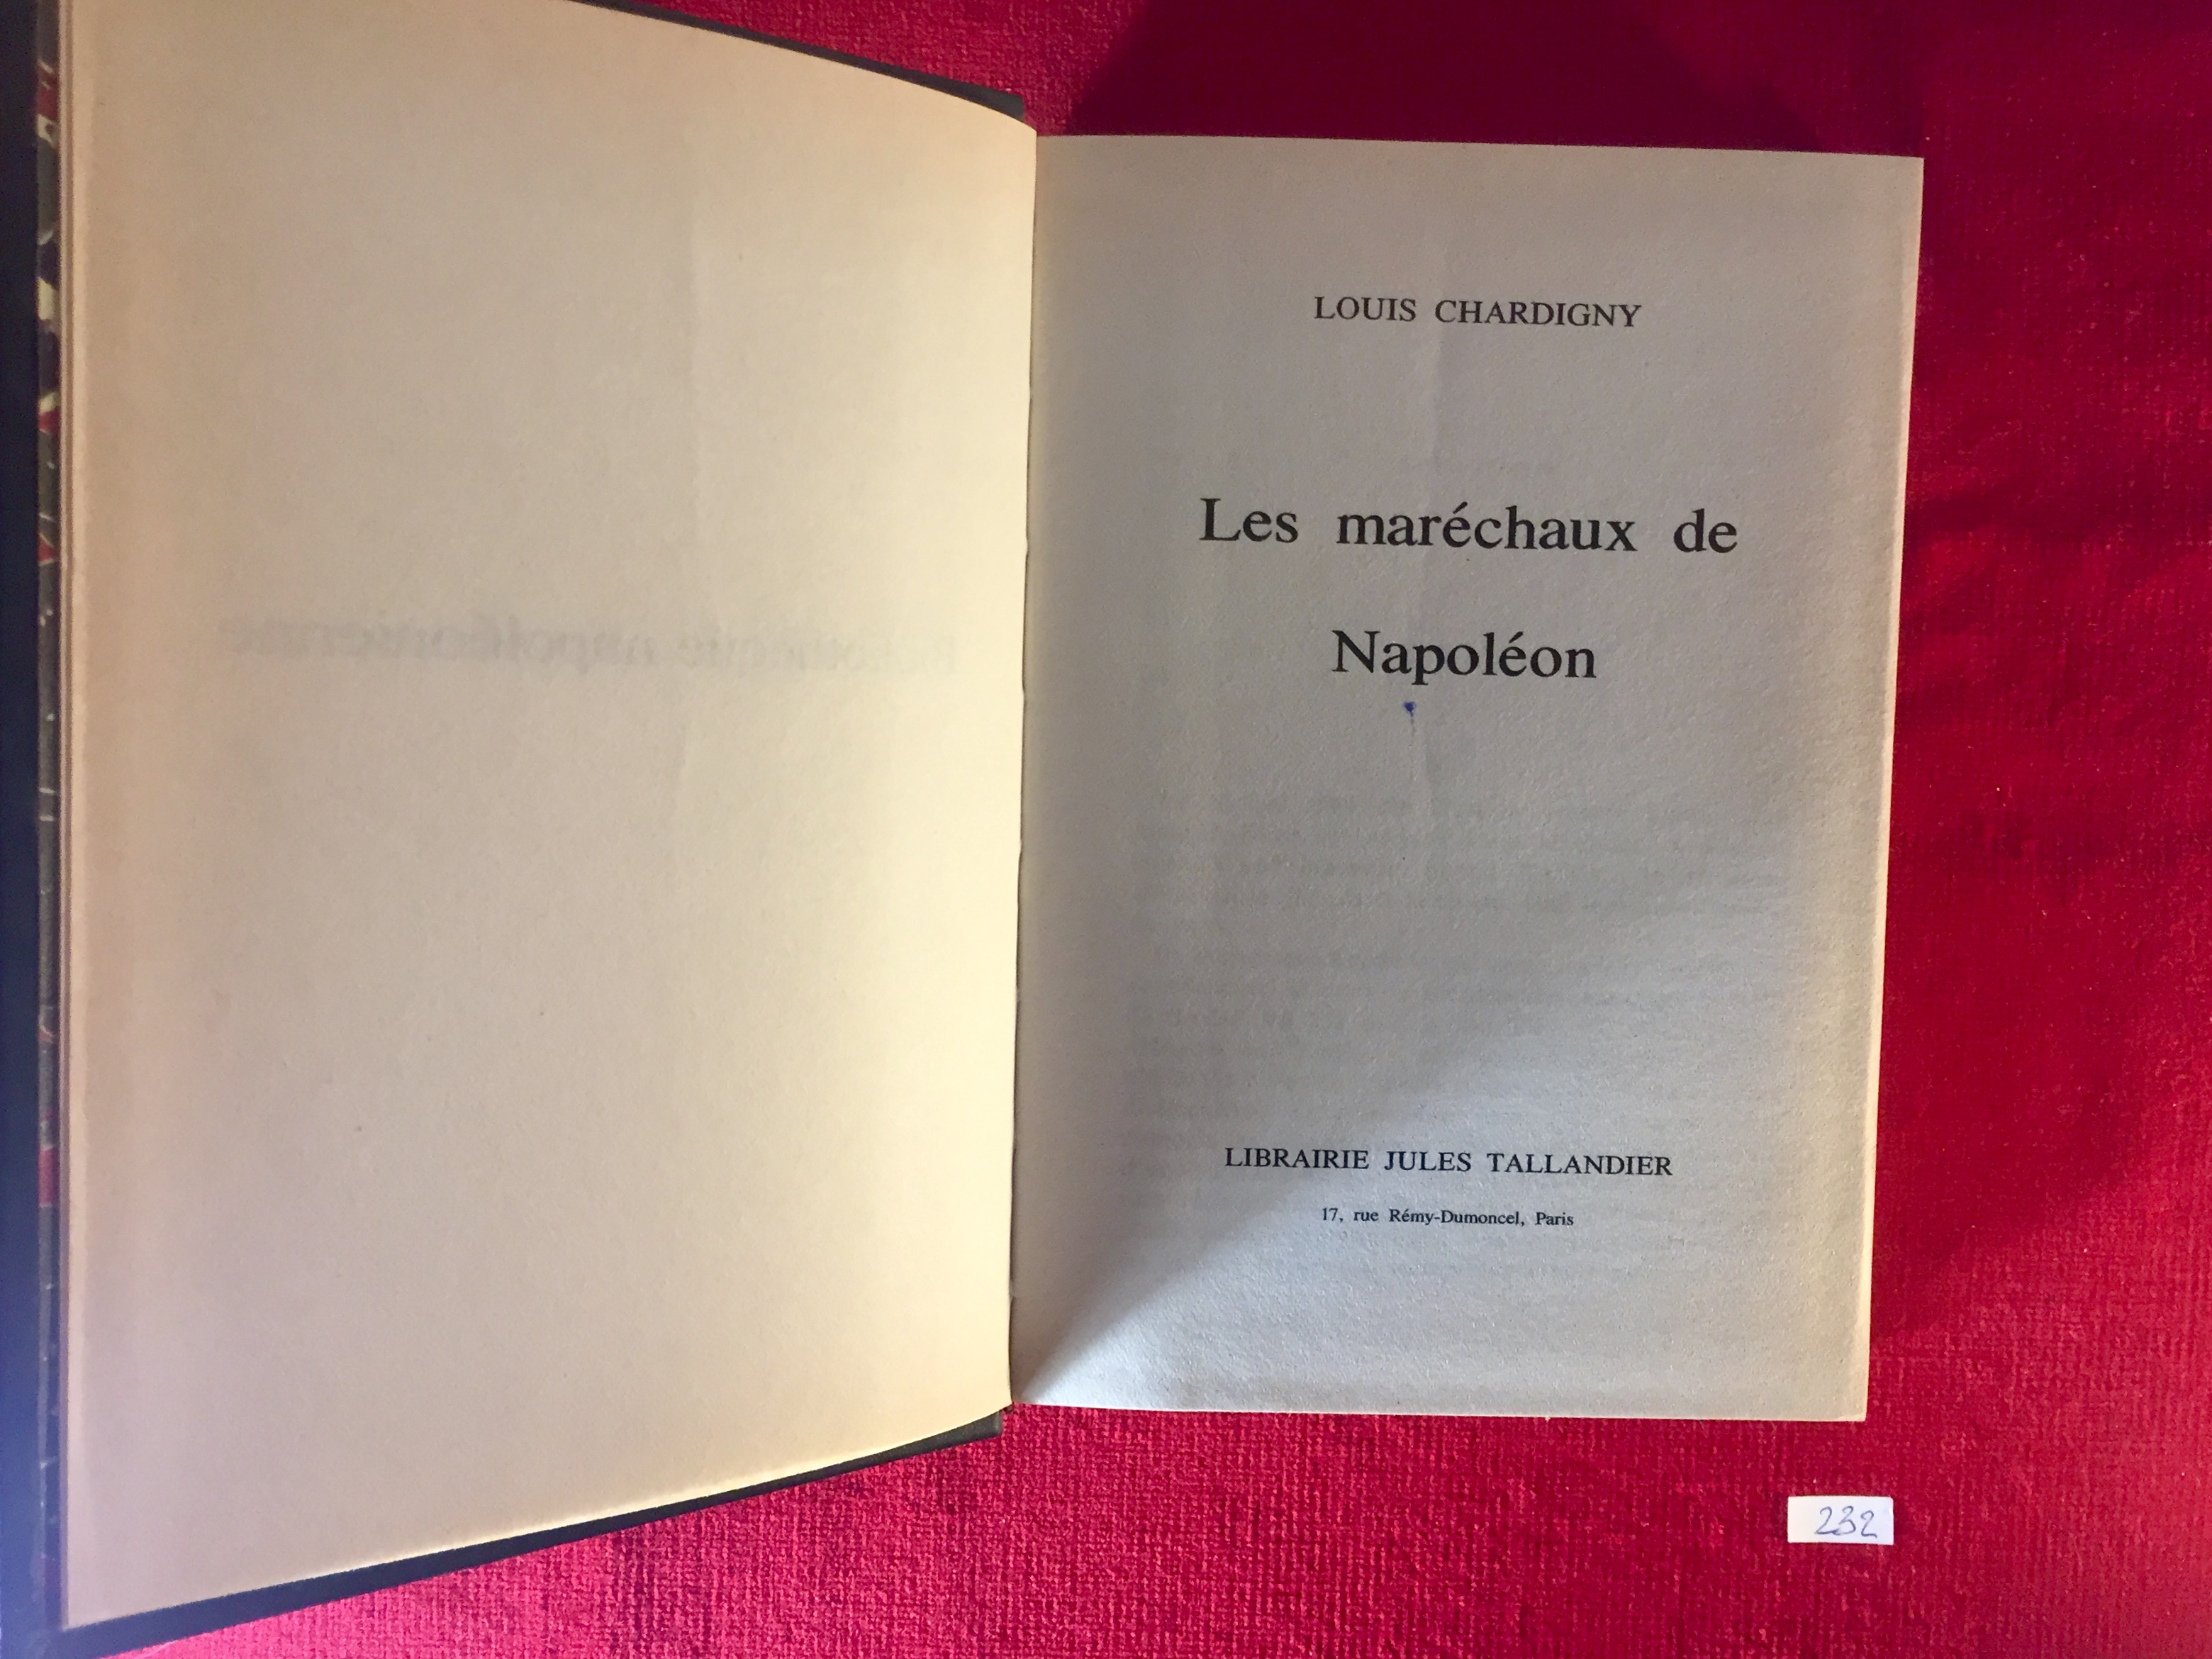 LOUIS CHARDIGNY
Les maréchaux de
Napoléon
LIBRAIRIE JULES TALLANDIER
17, rue Rémy-Dumoncel, Paris
232